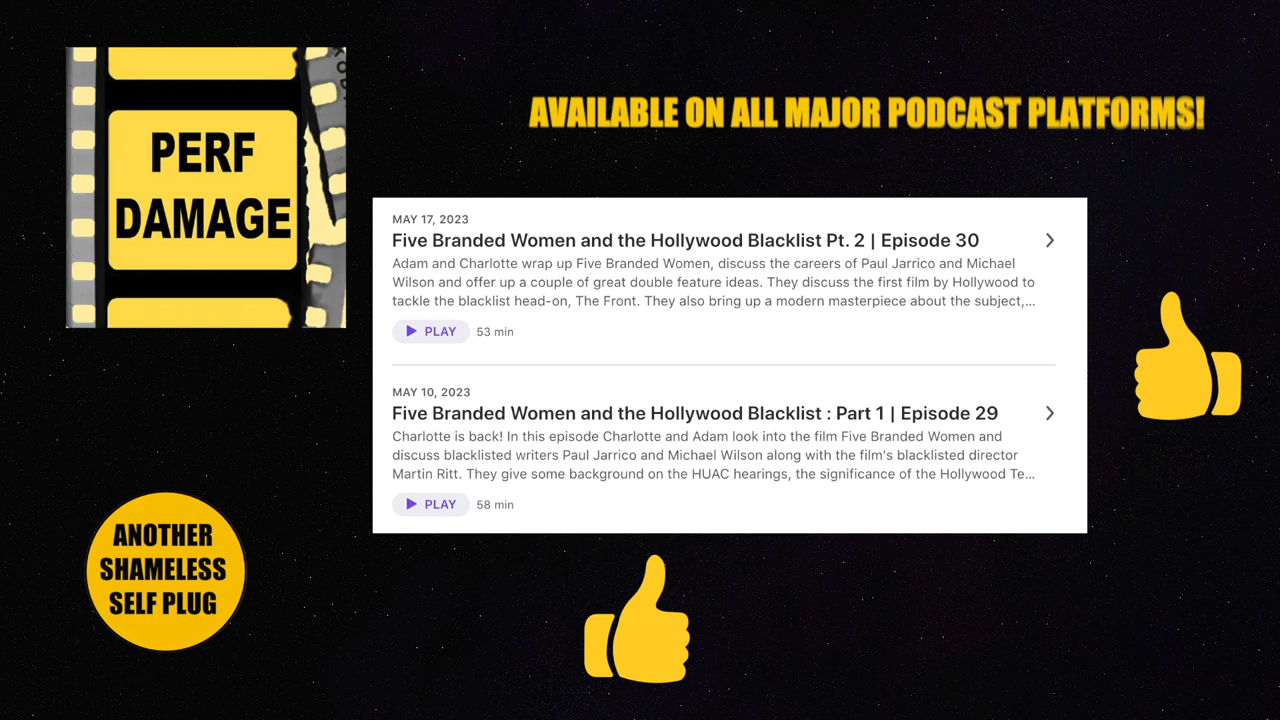 PERF
DAMAGE
AVAILABLE ON ALL MAJOR PODCAST PLATFORMS!
MAY 17, 2023
Five Branded Women and the Hollywood Blacklist Pt. 2 | Episode 30
Adam and Charlotte wrap up Five Branded Women, discuss the careers of Paul Jarrico and Michael
Wilson and offer up a couple of great double feature ideas. They discuss the first film by Hollywood to
tackle the blacklist head-on, The Front. They also bring up a modern masterpiece about the subject,...
PLAY 53 min
MAY 10, 2023
Five Branded Women and the Hollywood Blacklist : Part 1 | Episode 29
Charlotte is back! In this episode Charlotte and Adam look into the film Five Branded Women and
discuss blacklisted writers Paul Jarrico and Michael Wilson along with the film's blacklisted director
Martin Ritt. They give some background on the HUAC hearings, the significance of the Hollywood Te...
PLAY 58 min
ANOTHER
SHAMELESS
SELF PLUG